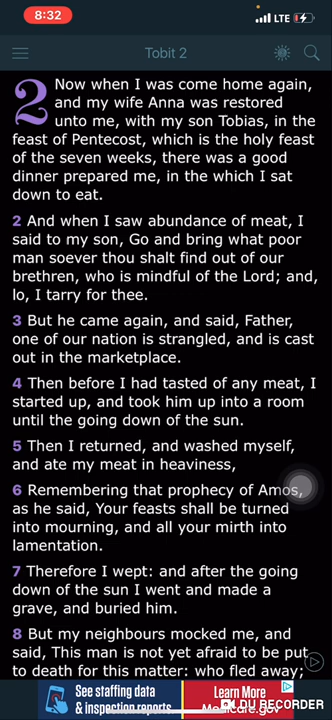 8:32
LTE
Tobit 2
2 Now when I was come home again,
and my wife Anna was restored
unto me, with my son Tobias, in the
feast of Pentecost, which is the holy feast
of the seven weeks, there was a good
dinner prepared me, in the which I sat
down to eat.
2 And when I saw abundance of meat, I
said to my son, Go and bring what poor
man soever thou shalt find out of our
brethren, who is mindful of the Lord; and,
lo, I tarry for thee.
3 But he came again, and said, Father,
one of our nation is strangled, and is cast
out in the marketplace.
4 Then before I had tasted of any meat, I
started up, and took him up into a room
until the going down of the sun.
5 Then I returned, and washed myself,
and ate my meat in heaviness,
6 Remembering that prophecy of Amos,
as he said, Your feasts shall be turned
into mourning, and all your mirth into
lamentation.
7 Therefore I wept: and after the going
down of the sun I went and made a
grave, and buried him.
8 But my neighbours mocked me, and
said, This man is not yet afraid to be put
to death for this matter: who fled away;
See staffing data
& inspection reports
Learn More
DU RECORDER